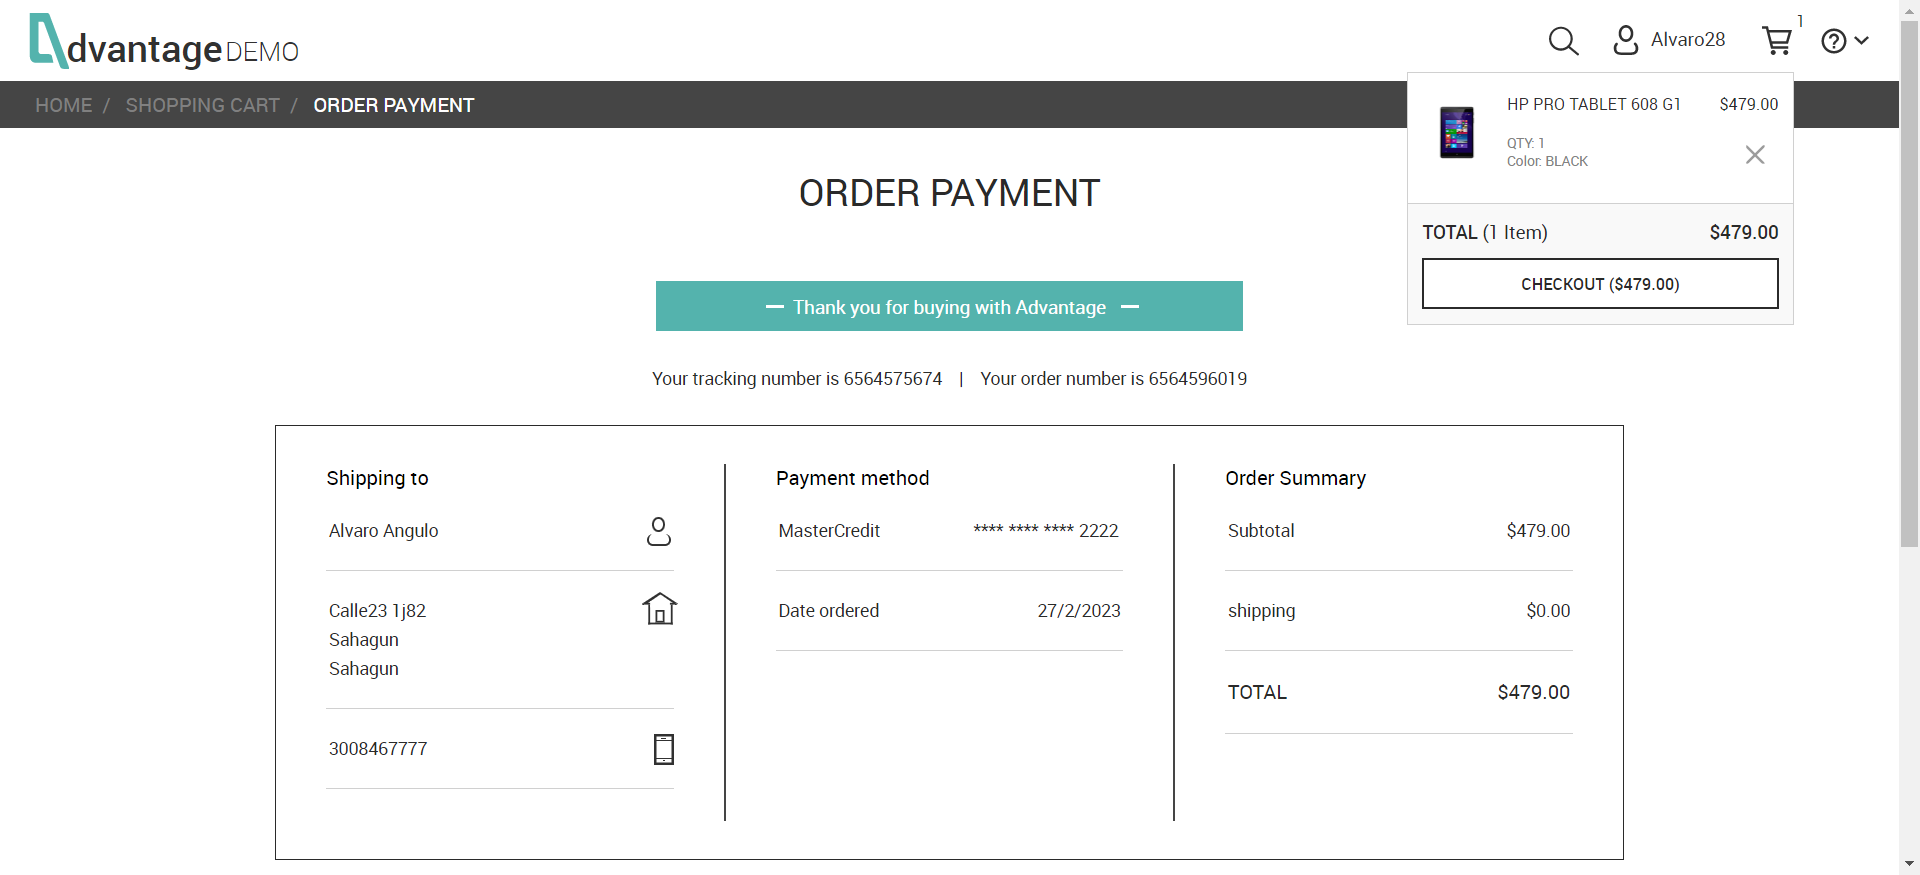 dvantage DEMO
Alvaro28
1
HOME / SHOPPING CART / ORDER PAYMENT
HP PRO TABLET 608 G1 $479.00
QTY: 1
Color: BLACK
TOTAL (1 Item) $479.00
CHECKOUT ($479.00)
ORDER PAYMENT
Thank you for buying with Advantage
Your tracking number is 6564575674 | Your order number is 6564596019
Shipping to
Alvaro Angulo
Calle23 1j82
Sahagun
Sahagun
3008467777
Payment method
MasterCredit **** **** **** 2222
Date ordered 27/2/2023
Order Summary
Subtotal $479.00
shipping $0.00
TOTAL $479.00